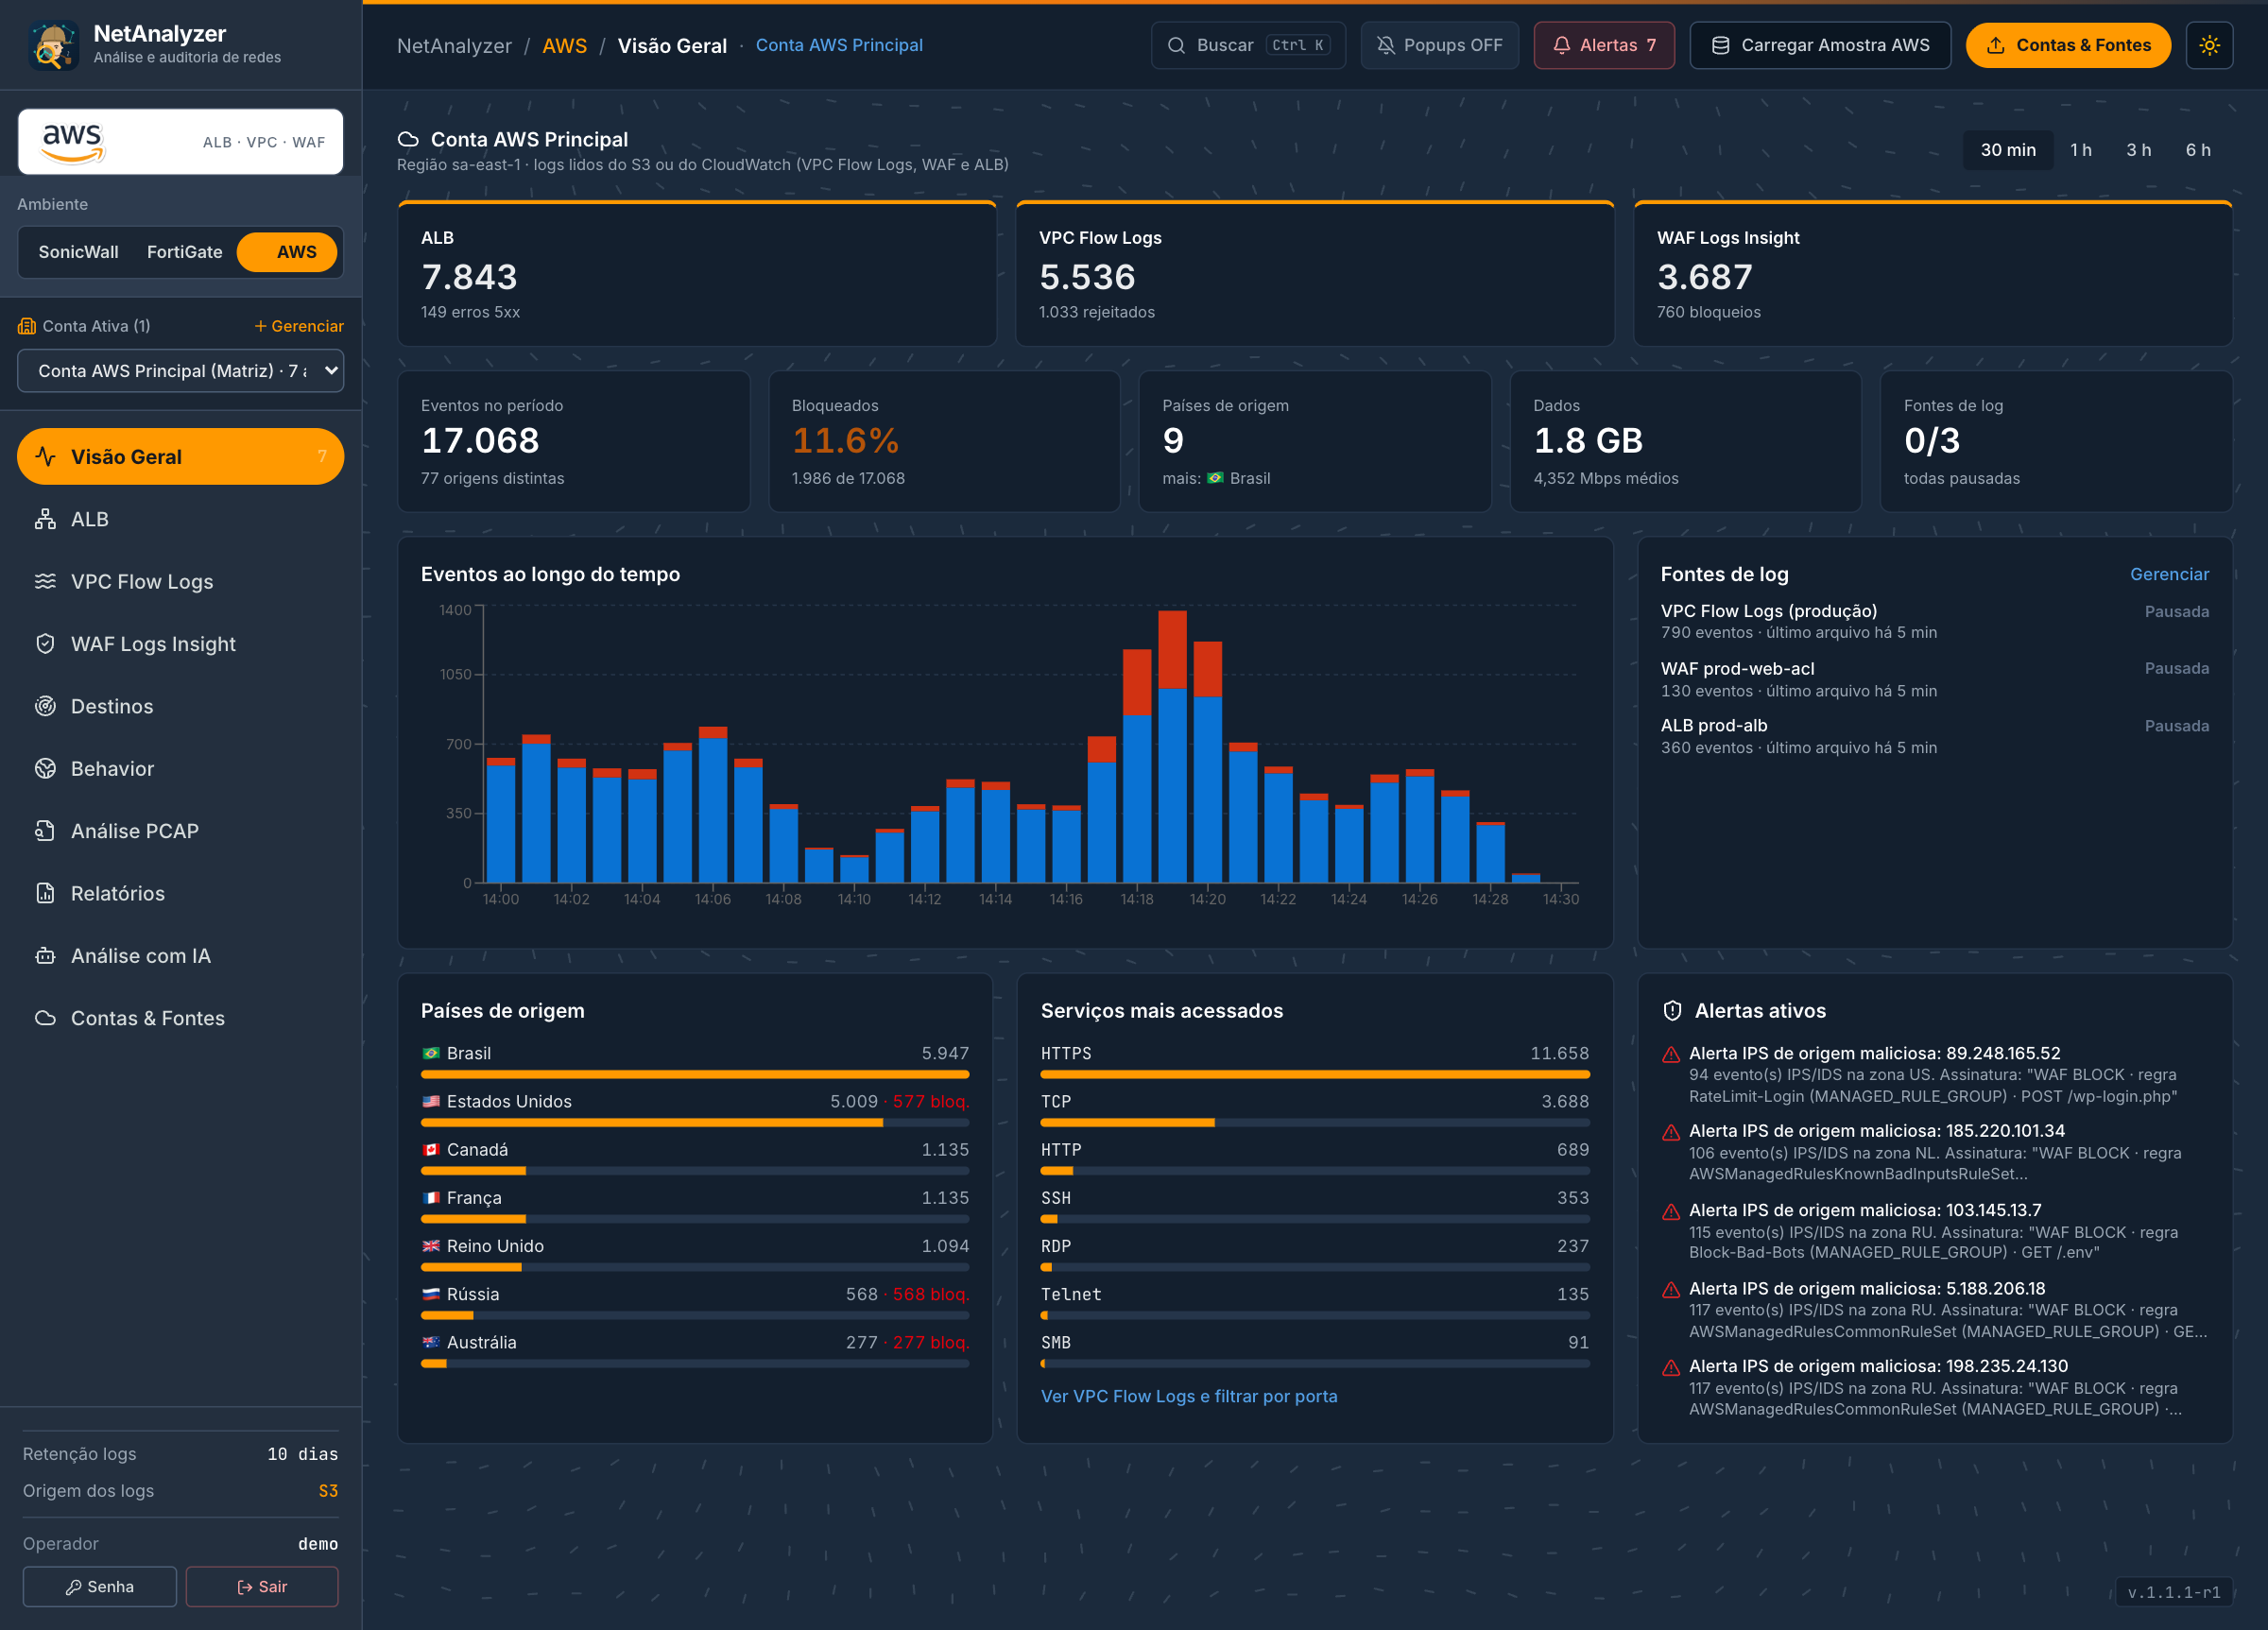 NetAnalyzer
Análise e auditoria de redes
NetAnalyzer / AWS / Visão Geral · Conta AWS Principal
Buscar Ctrl K
Popups OFF
Alertas 7
Carregar Amostra AWS
Contas & Fontes
aws
ALB · VPC · WAF
Ambiente
SonicWall FortiGate AWS
Conta Ativa (1)
+ Gerenciar
Conta AWS Principal (Matriz) · 7
Visão Geral 7
ALB
VPC Flow Logs
WAF Logs Insight
Destinos
Behavior
Análise PCAP
Relatórios
Análise com IA
Contas & Fontes
Retenção logs 10 dias
Origem dos logs S3
Operador demo
Senha
Sair
Conta AWS Principal
Região sa-east-1 · logs lidos do S3 ou do CloudWatch (VPC Flow Logs, WAF e ALB)
30 min 1 h 3 h 6 h
ALB
7.843
149 erros 5xx
VPC Flow Logs
5.536
1.033 rejeitados
WAF Logs Insight
3.687
760 bloqueios
Eventos no período
17.068
77 origens distintas
Bloqueados
11.6%
1.986 de 17.068
Países de origem
9
mais: Brasil
Dados
1.8 GB
4,352 Mbps médios
Fontes de log
0/3
todas pausadas
Eventos ao longo do tempo
1400
1050
700
350
0
14:00 14:02 14:04 14:06 14:08 14:10 14:12 14:14 14:16 14:18 14:20 14:22 14:24 14:26 14:28 14:30
Fontes de log
Gerenciar
VPC Flow Logs (produção) Pausada
790 eventos · último arquivo há 5 min
WAF prod-web-acl Pausada
130 eventos · último arquivo há 5 min
ALB prod-alb Pausada
360 eventos · último arquivo há 5 min
Países de origem
Brasil 5.947
Estados Unidos 5.009 · 577 bloq.
Canadá 1.135
França 1.135
Reino Unido 1.094
Rússia 568 · 568 bloq.
Austrália 277 · 277 bloq.
Serviços mais acessados
HTTPS 11.658
TCP 3.688
HTTP 689
SSH 353
RDP 237
Telnet 135
SMB 91
Ver VPC Flow Logs e filtrar por porta
Alertas ativos
Alerta IPS de origem maliciosa: 89.248.165.52
94 evento(s) IPS/IDS na zona US. Assinatura: "WAF BLOCK · regra
RateLimit-Login (MANAGED_RULE_GROUP) · POST /wp-login.php"
Alerta IPS de origem maliciosa: 185.220.101.34
106 evento(s) IPS/IDS na zona NL. Assinatura: "WAF BLOCK · regra
AWSManagedRulesKnownBadInputsRuleSet...
Alerta IPS de origem maliciosa: 103.145.13.7
115 evento(s) IPS/IDS na zona RU. Assinatura: "WAF BLOCK · regra
Block-Bad-Bots (MANAGED_RULE_GROUP) · GET /.env"
Alerta IPS de origem maliciosa: 5.188.206.18
117 evento(s) IPS/IDS na zona RU. Assinatura: "WAF BLOCK · regra
AWSManagedRulesCommonRuleSet (MANAGED_RULE_GROUP) · GE...
Alerta IPS de origem maliciosa: 198.235.24.130
117 evento(s) IPS/IDS na zona RU. Assinatura: "WAF BLOCK · regra
AWSManagedRulesCommonRuleSet (MANAGED_RULE_GROUP) ·...
v.1.1.1-r1